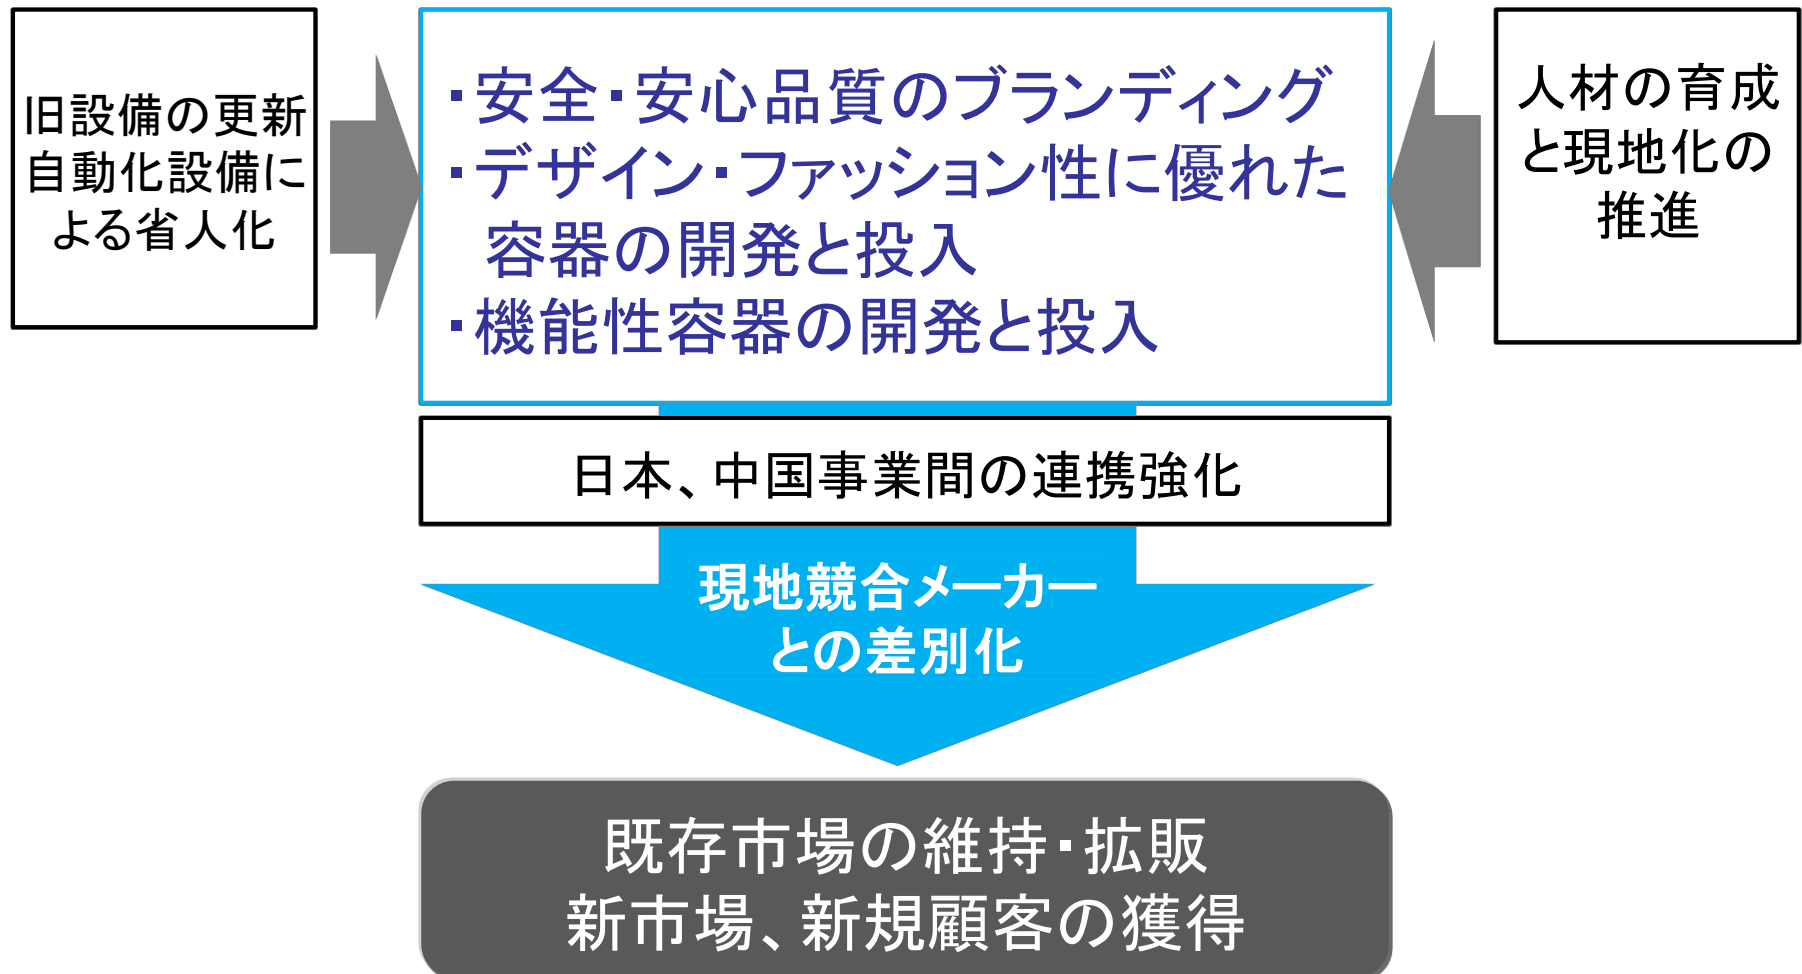 旧設備の更新
自動化設備に
よる省人化
・安全・安心品質のブランディング
・デザイン・ファッション性に優れた
容器の開発と投入
・機能性容器の開発と投入
人材の育成
と現地化の
推進
日本、中国事業間の連携強化
現地競合メーカー
との差別化
既存市場の維持・拡販
新市場、新規顧客の獲得